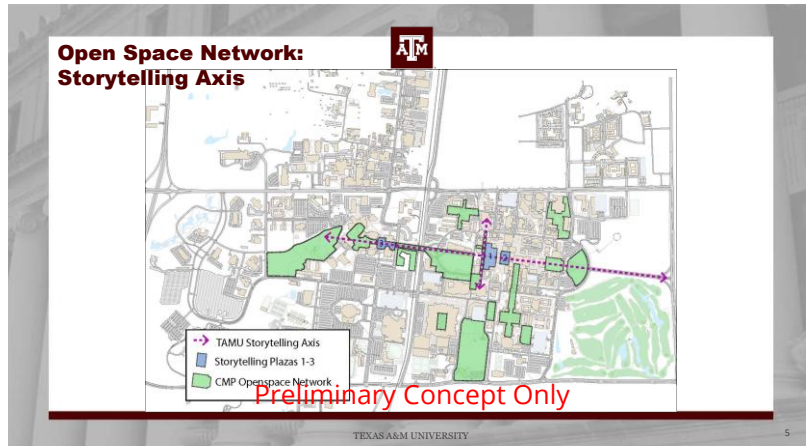 Open Space Network:
Storytelling Axis
ATM
TAMU Storytelling Axis
Storytelling Plazas 1-3
CMP Openspace Network
Preliminary Concept Only
TEXAS A&M UNIVERSITY
5